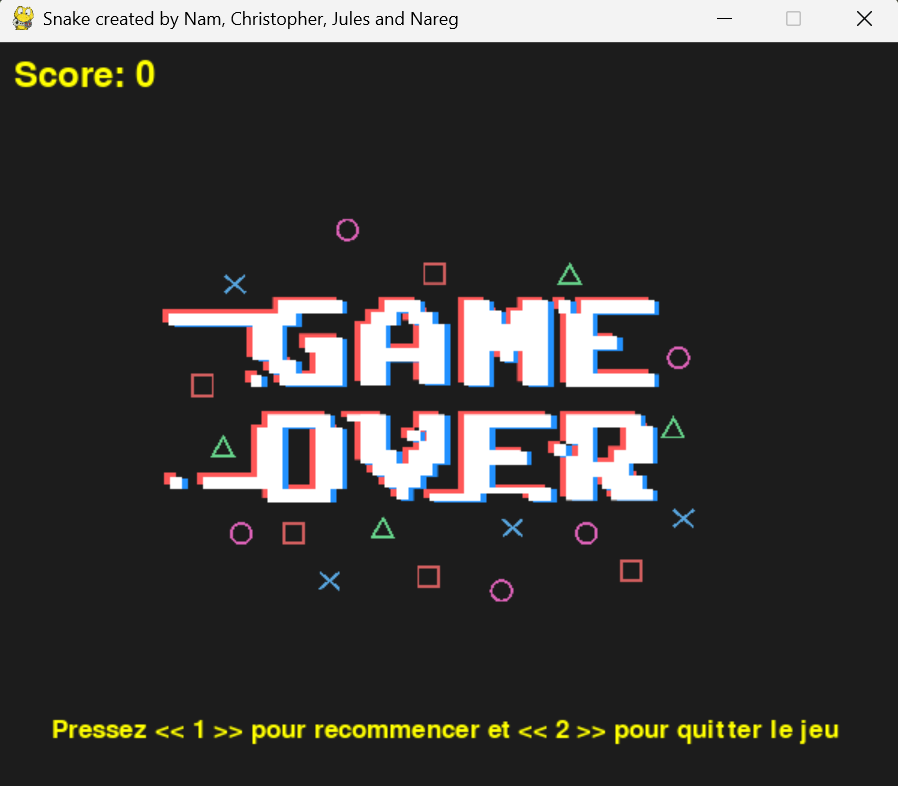 Snake created by Nam, Christopher, Jules and Nareg
Score: 0
GAME
OVER
Pressez << 1 >> pour recommencer et << 2 >> pour quitter le jeu